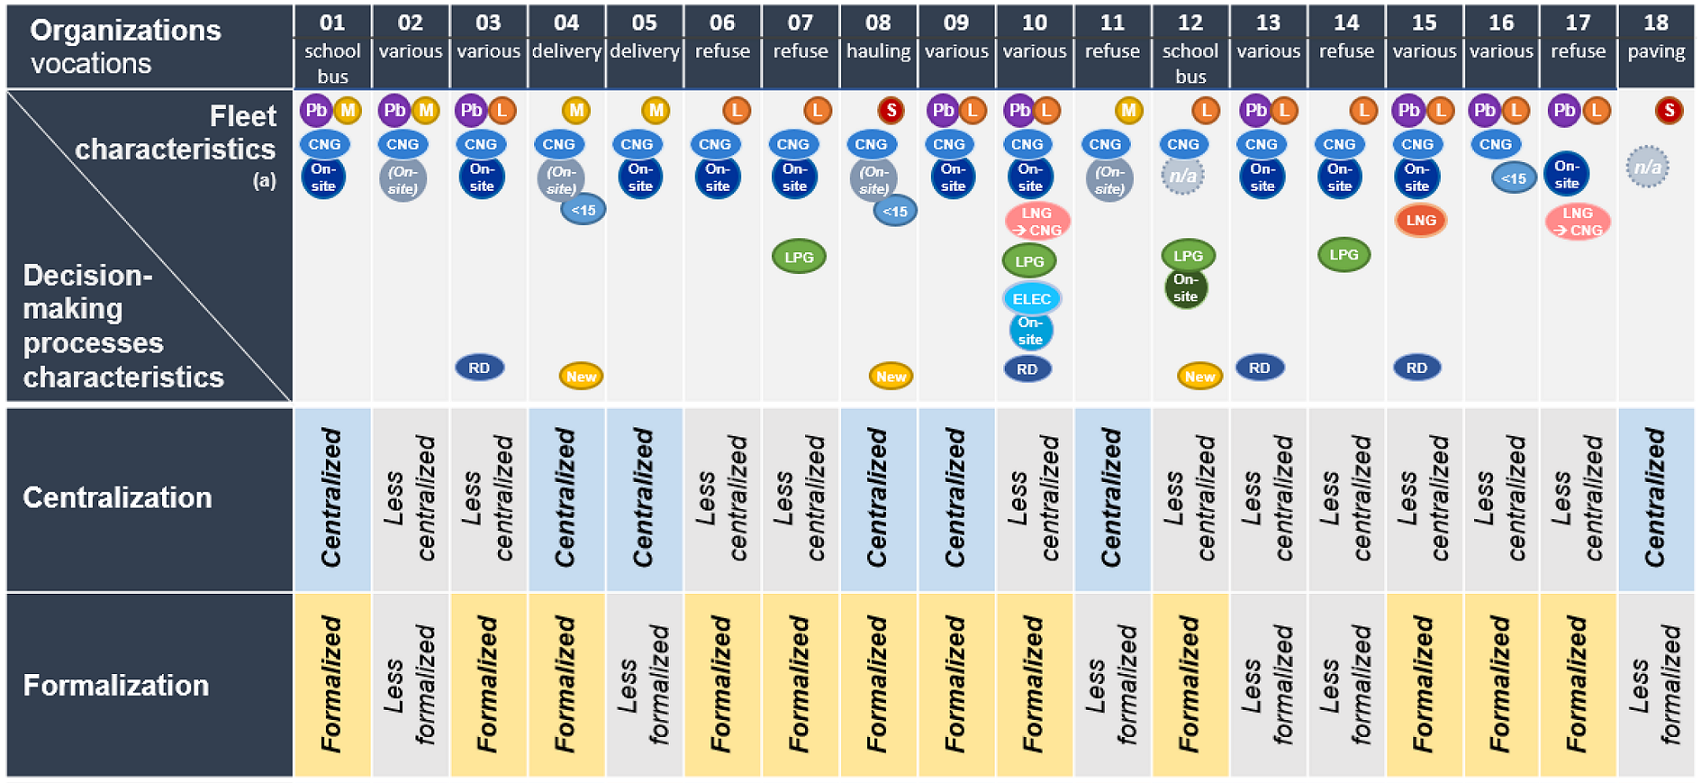 Organizations
vocations
01 02 03 04 05 06 07 08 09 10 11 12 13 14 15 16 17 18
school bus various various delivery delivery refuse refuse hauling various various refuse school bus various refuse various various refuse paving
Fleet
characteristics
(a)
Decision-
making
processes
characteristics
Pb M Pb M Pb L M M L L S Pb L Pb L M L Pb L L Pb L Pb L Pb L S
CNG CNG CNG CNG CNG CNG CNG CNG CNG CNG CNG CNG CNG CNG CNG CNG
On-site (On-site) On-site (On-site) On-site On-site On-site (On-site) On-site On-site (On-site) n/a On-site On-site On-site <15 On-site n/a
<15 <15 LNG → CNG LNG LNG → CNG
LPG LPG LPG LPG
ELEC On-site
On-site
RD New New RD New RD RD
Centralization
Centralized
Less centralized
Less centralized
Centralized
Centralized
Less centralized
Less centralized
Centralized
Centralized
Less centralized
Centralized
Less centralized
Less centralized
Less centralized
Less centralized
Less centralized
Less centralized
Centralized
Formalization
Formalized
Less formalized
Formalized
Formalized
Less formalized
Formalized
Formalized
Formalized
Formalized
Formalized
Less formalized
Formalized
Less formalized
Less formalized
Formalized
Formalized
Formalized
Less formalized